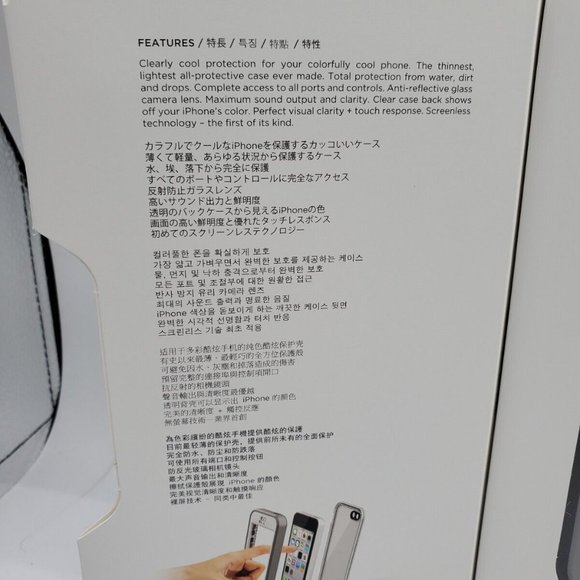 FEATURES / 特長 / 특징 / 特點 / 特性
Clearly cool protection for your colorfully cool phone. The thinnest,
lightest all-protective case ever made. Total protection from water, dirt
and drops. Complete access to all ports and controls. Anti-reflective glass
camera lens. Maximum sound output and clarity. Clear case back shows
off your iPhone's color. Perfect visual clarity + touch response. Screenless
technology – the first of its kind.
カラフルでクールなiPhoneを保護するカッコいいケース
薄くて軽量、あらゆる状況から保護するケース
水、埃、落下から完全に保護
すべてのポートやコントロールに完全なアクセス
反射防止ガラスレンズ
高いサウンド出力と鮮明度
透明のバックケースから見えるiPhoneの色
画面の高い鮮明度と優れたタッチレスポンス
初めてのスクリーンレステクノロジー
컬러풀한 폰을 확실하게 보호
가장 얇고 가벼우면서 완벽한 보호를 제공하는 케이스
물, 먼지 및 낙하 충격으로부터 완벽한 보호
모든 포트 및 조절부에 대한 원활한 접근
반사 방지 유리 카메라 렌즈
최대의 사운드 출력과 명료한 음질
iPhone 색상을 돋보이게 하는 깨끗한 케이스 뒷면
완벽한 시각적 선명함과 터치 반응
스크린리스 기술 최초 적용
适用于多彩酷炫手机的纯色酷炫保护壳
有史以來最薄、最輕巧的全方位保護殼
可避免因水、灰塵和掉落造成的傷害
預留完整的連接埠與控制項開口
抗反射的相機鏡頭
聲音輸出與清晰度最優越
透明背殼可以显示出 iPhone 的顏色
完美的清晰度 + 觸控反應
無螢幕技術—業界首創
為色彩繽紛的酷炫手機提供酷炫的保護
目前最轻薄的保护壳，提供前所未有的全面保护
完全防水、防尘和防跌落
可使用所有端口和控制按钮
防反光玻璃相机镜头
最大声音输出和清晰度
擦拭保護殼展現 iPhone 的顏色
完美视觉清晰度和触摸响应
裸屏技术 – 同类中最佳